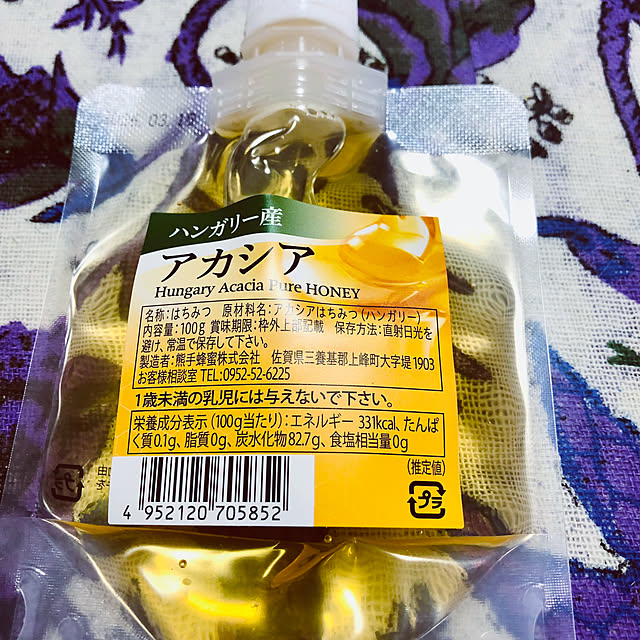 03.19
ハンガリー産
アカシア
Hungary Acacia Pure HONEY
名称:はちみつ 原材料名:アカシアはちみつ(ハンガリー)
内容量:100g 賞味期限:枠外上部記載 保存方法:直射日光を
避け、常温で保存して下さい。
製造者:熊手蜂蜜株式会社 佐賀県三養基郡上峰町大字堤1903
お客様相談室 TEL:0952-52-6225
1歳未満の乳児には与えないで下さい。
栄養成分表示(100g当たり):エネルギー 331kcal、たんぱ
く質0.1g、脂質0g、炭水化物82.7g、食塩相当量0g
(推定値)
4 952120 705852
プラ